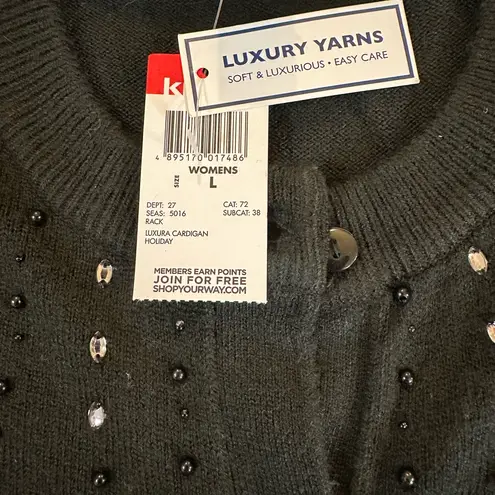 LUXURY YARNS
SOFT & LUXURIOUS • EASY CARE
4 895170 017486
WOMENS
SIZE L
DEPT: 27 CAT: 72
SEAS: 5016 SUBCAT: 38
RACK
LUXURA CARDIGAN
HOLIDAY
MEMBERS EARN POINTS
JOIN FOR FREE
SHOPYOURWAY.COM